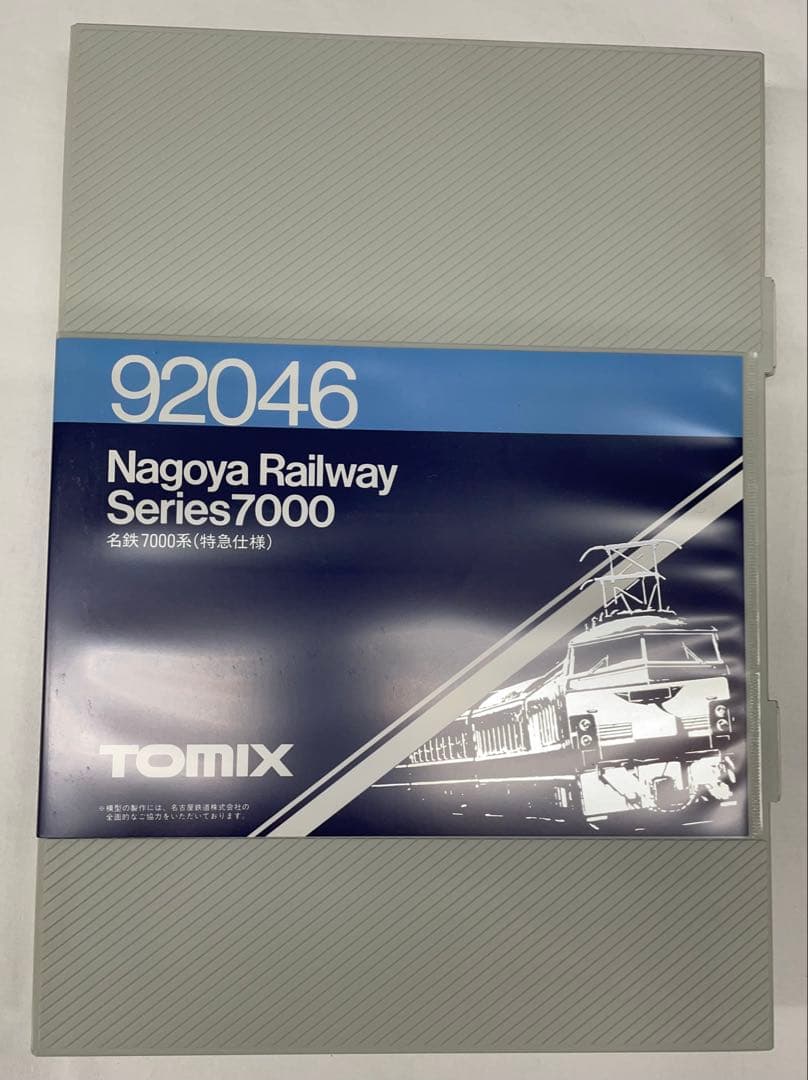 92046
Nagoya Railway
Series7000
名鉄7000系(特急仕様)
TOMIX
※模型の製作には、名古屋鉄道株式会社の
全面的なご協力をいただいております。